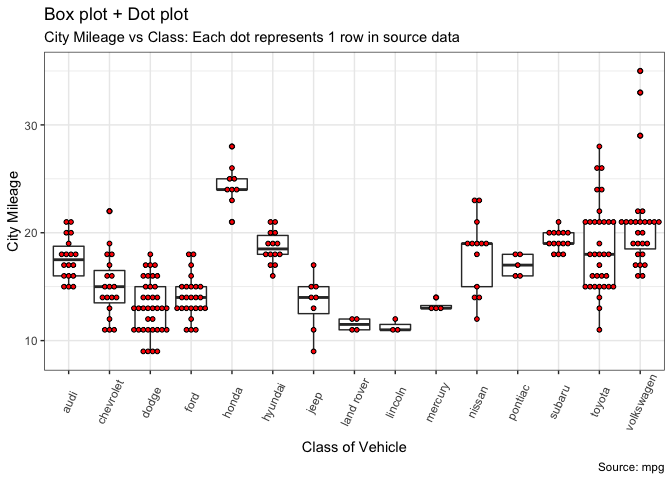 Box plot + Dot plot
City Mileage vs Class: Each dot represents 1 row in source data
City Mileage
30
20
10
audi
chevrolet
dodge
ford
honda
hyundai
jeep
land rover
lincoln
mercury
nissan
pontiac
subaru
toyota
volkswagen
Class of Vehicle
Source: mpg